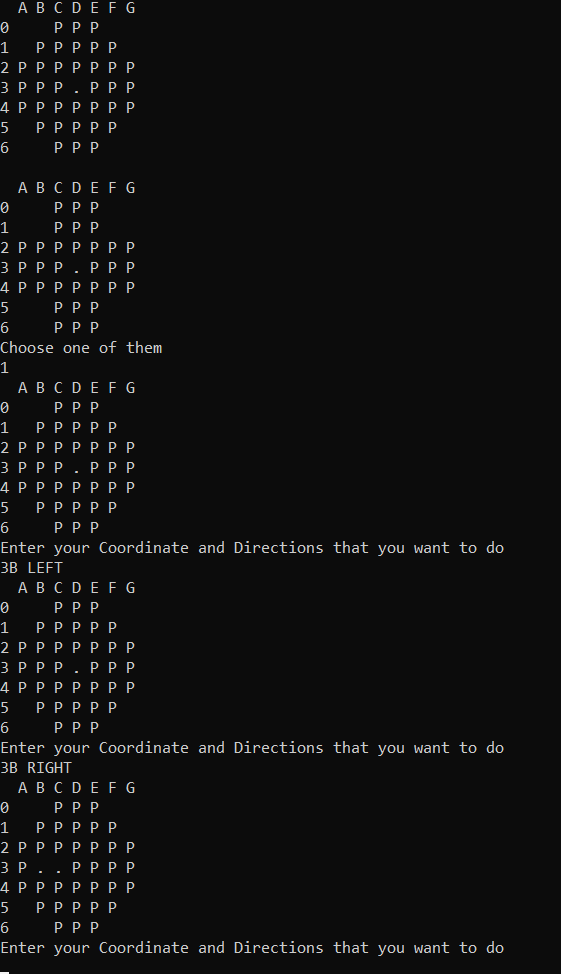 A B C D E F G
0     P P P
1   P P P P P
2 P P P P P P P
3 P P P . P P P
4 P P P P P P P
5   P P P P P
6     P P P

  A B C D E F G
0     P P P
1     P P P
2 P P P P P P P
3 P P P . P P P
4 P P P P P P P
5     P P P
6     P P P
Choose one of them
1
  A B C D E F G
0     P P P
1   P P P P P
2 P P P P P P P
3 P P P . P P P
4 P P P P P P P
5   P P P P P
6     P P P
Enter your Coordinate and Directions that you want to do
3B LEFT
  A B C D E F G
0     P P P
1   P P P P P
2 P P P P P P P
3 P P P . P P P
4 P P P P P P P
5   P P P P P
6     P P P
Enter your Coordinate and Directions that you want to do
3B RIGHT
  A B C D E F G
0     P P P
1   P P P P P
2 P P P P P P P
3 P . . P P P P
4 P P P P P P P
5   P P P P P
6     P P P
Enter your Coordinate and Directions that you want to do